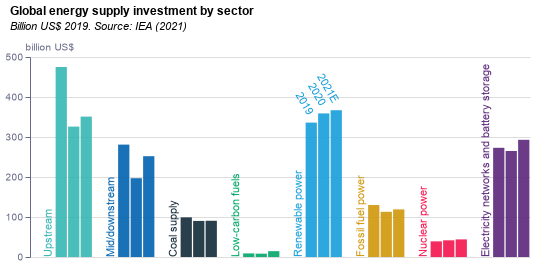 Global energy supply investment by sector
Billion US$ 2019. Source: IEA (2021)
billion US$
500
400
300
200
100
0
Upstream
Mid/downstream
Coal supply
Low-carbon fuels
Renewable power
2019
2020
2021E
Fossil fuel power
Nuclear power
Electricity networks and battery storage